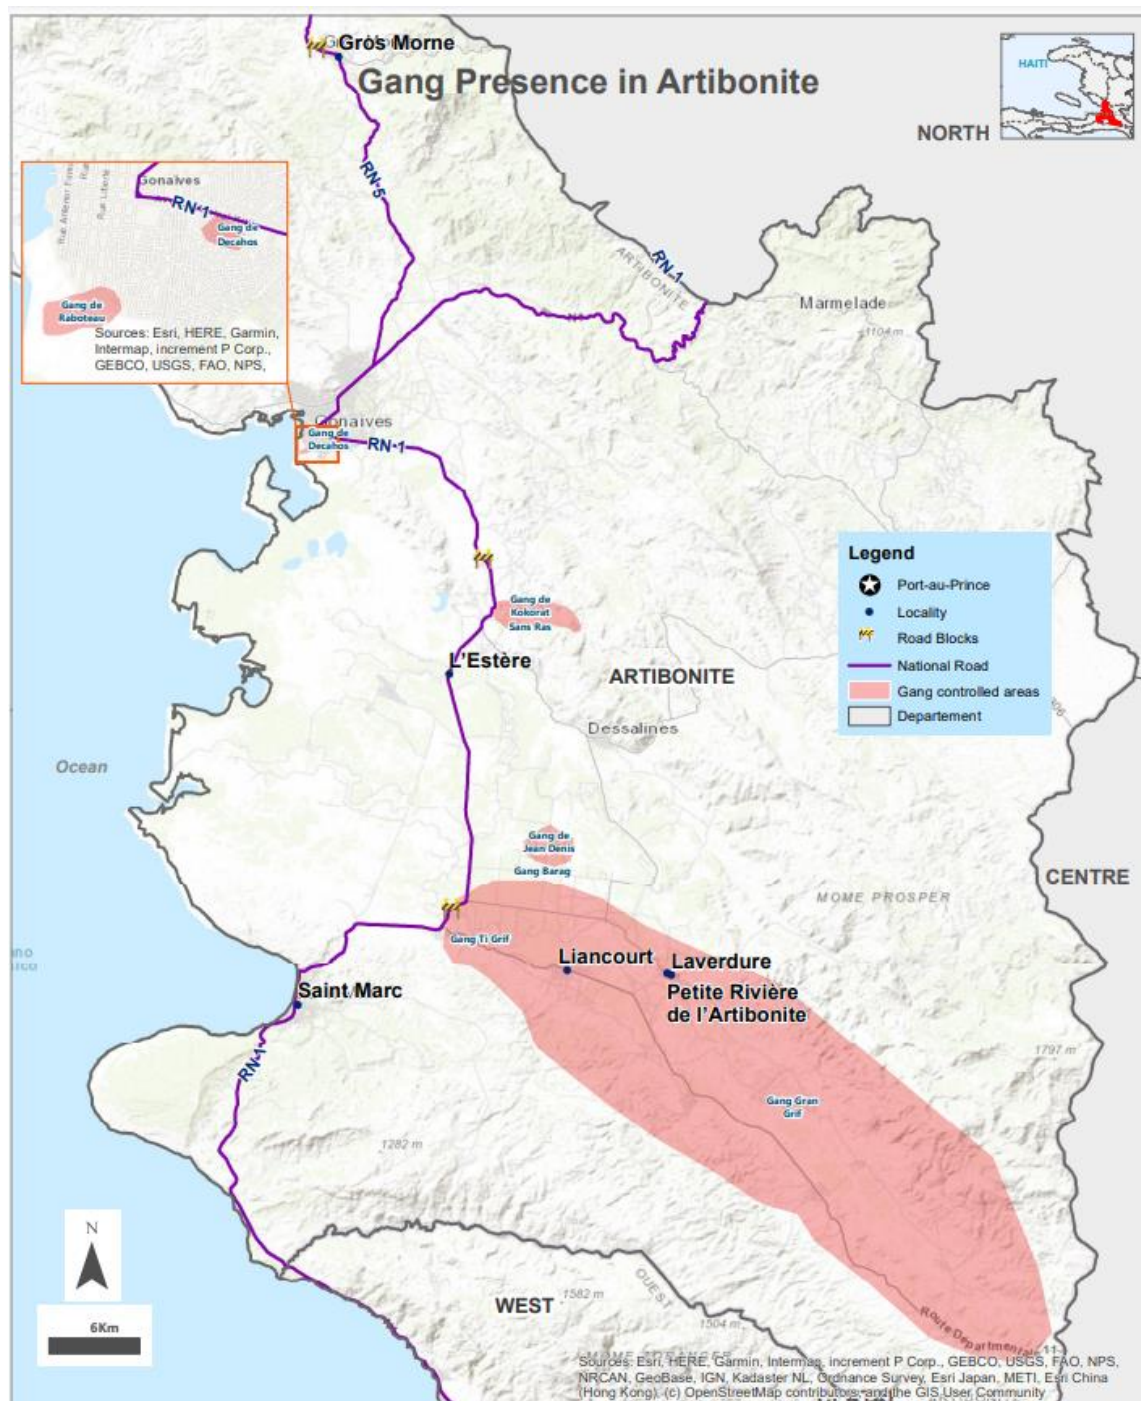 Gros Morne
Gang Presence in Artibonite
HAITI
NORTH
RN-5
Gonaives
RN-1
Rue Liberte
Gang de
Decahos
Gang de
Raboteau
Sources: Esri, HERE, Garmin,
Intermap, increment P Corp.,
GEBCO, USGS, FAO, NPS,
RN-1
ARTIBONITE
Marmelade
1104 m
Gonaives
Gang de
Decahos
RN-1
Legend
Port-au-Prince
Locality
Road Blocks
National Road
Gang controlled areas
Departement
Gang de
Kokorat
Sans Ras
L'Estère
ARTIBONITE
Dessalines
Ocean
Gang de
Jean Denis
Gang Barag
CENTRE
MOME PROSPER
Gang Ti Grif
Liancourt
Laverdure
Petite Rivière
de l'Artibonite
Saint Marc
RN-1
1797 m
Gang Gran
Grif
1282 m
N
6Km
WEST
OUEST
1582 m
1504 m
Route Departmentale 11
Sources: Esri, HERE, Garmin, Intermap, increment P Corp., GEBCO, USGS, FAO, NPS,
NRCAN, GeoBase, IGN, Kadaster NL, Ordnance Survey, Esri Japan, METI, Esri China
(Hong Kong), (c) OpenStreetMap contributors, and the GIS User Community